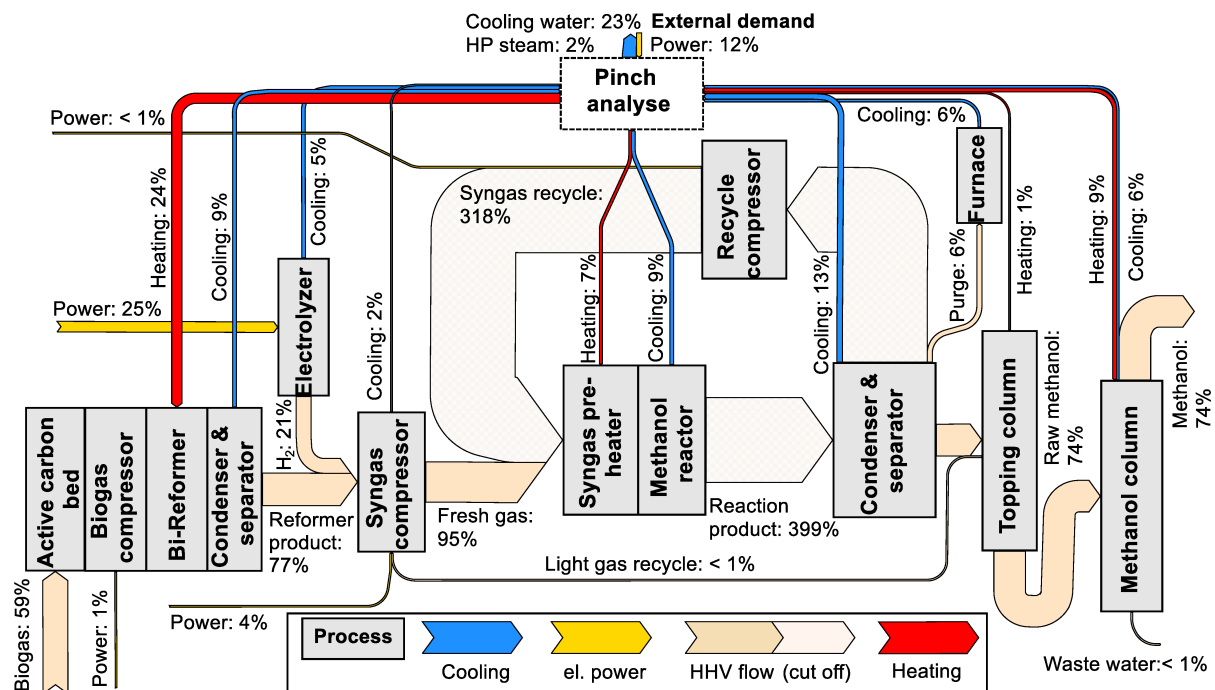 Cooling water: 23% External demand
HP steam: 2% Power: 12%
Pinch
analyse
Power: < 1%
Cooling: 6%
Furnace
Syngas recycle:
318%
Recycle
compressor
Heating: 24%
Cooling: 9%
Cooling: 5%
Heating: 7%
Cooling: 9%
Cooling: 13%
Purge: 6%
Heating: 1%
Heating: 9%
Cooling: 6%
Power: 25%
Electrolyzer
Cooling: 2%
H2: 21%
Active carbon
bed
Biogas
compressor
Bi-Reformer
Condenser &
separator
Reformer
product:
77%
Syngas
compressor
Fresh gas:
95%
Syngas pre-
heater
Methanol
reactor
Reaction
product: 399%
Condenser &
separator
Topping column
Raw methanol:
74%
Methanol column
Methanol:
74%
Light gas recycle: < 1%
Biogas: 59%
Power: 1%
Power: 4%
Waste water:< 1%
Process
Cooling
el. power
HHV flow (cut off)
Heating